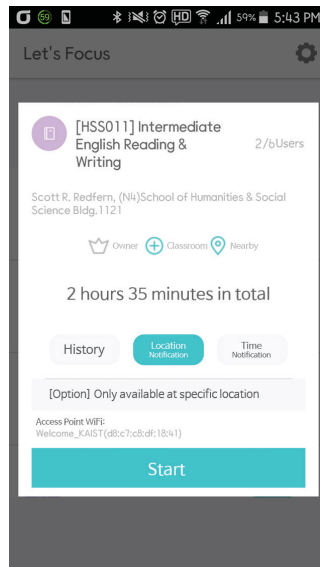 59 HD 59% 5:43 PM
Let's Focus
[HSS011] Intermediate
English Reading &
Writing
2/6Users
Scott R. Redfern, (N4)School of Humanities & Social
Science Bldg.1121
Owner Classroom Nearby
2 hours 35 minutes in total
History
Location
Notification
Time
Notification
[Option] Only available at specific location
Access Point WiFi:
Welcome_KAIST(d8:c7:c8:df:18:41)
Start